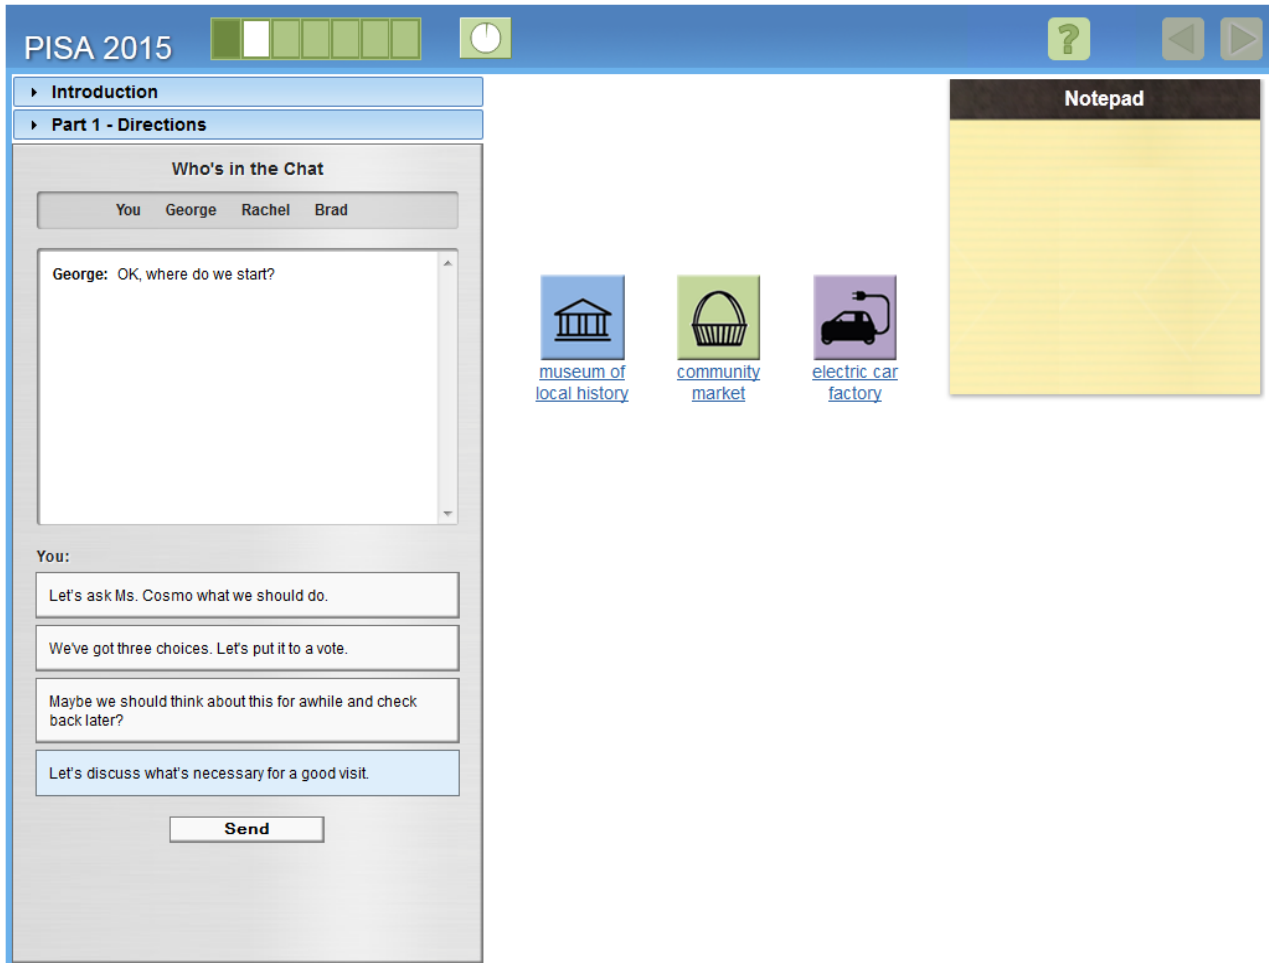 PISA 2015
?
Introduction
Part 1 - Directions
Who's in the Chat
You George Rachel Brad
George: OK, where do we start?
You:
Let's ask Ms. Cosmo what we should do.
We've got three choices. Let's put it to a vote.
Maybe we should think about this for awhile and check
back later?
Let's discuss what's necessary for a good visit.
Send
museum of
local history
community
market
electric car
factory
Notepad